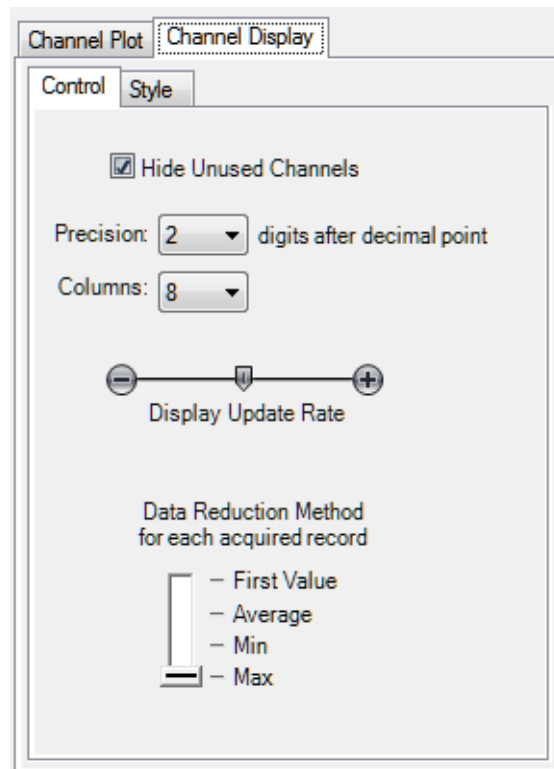 Channel Plot Channel Display
Control Style
Hide Unused Channels
Precision: 2 digits after decimal point
Columns: 8
Display Update Rate
Data Reduction Method
for each acquired record
– First Value
– Average
– Min
– Max